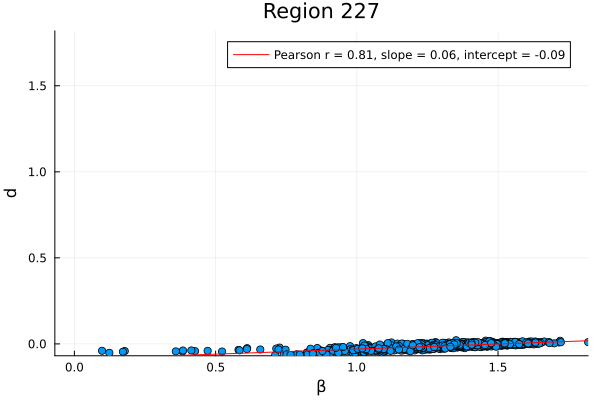 Region 227
Pearson r = 0.81, slope = 0.06, intercept = -0.09
d
1.5
1.0
0.5
0.0
0.0 0.5 1.0 1.5
β